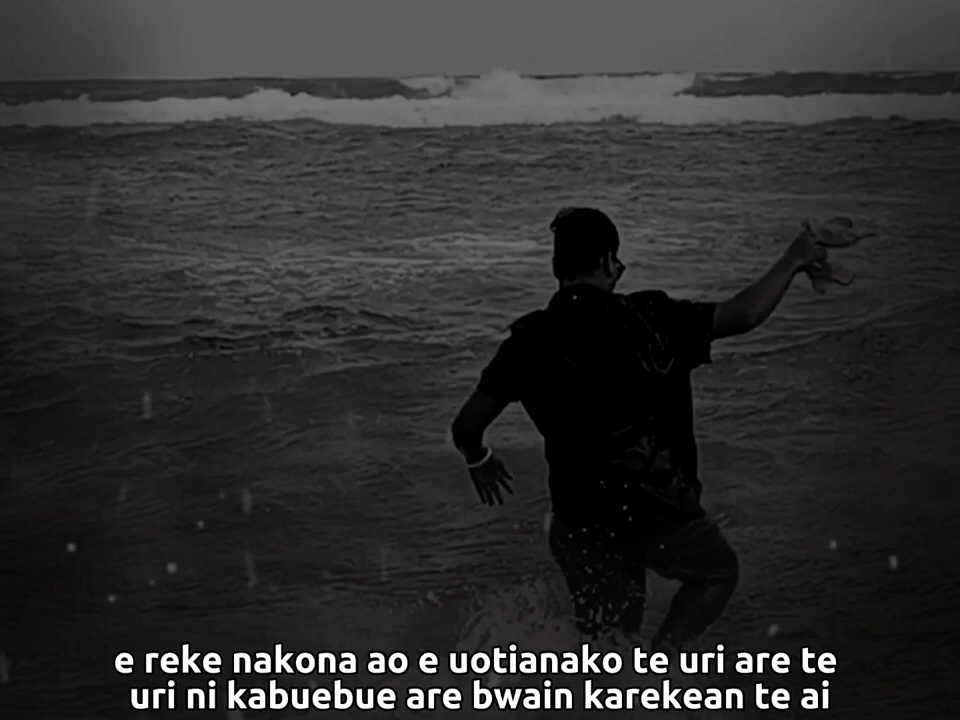 e reke nakona ao e uotianako te uri are te
uri ni kabuebue are bwain karekean te ai